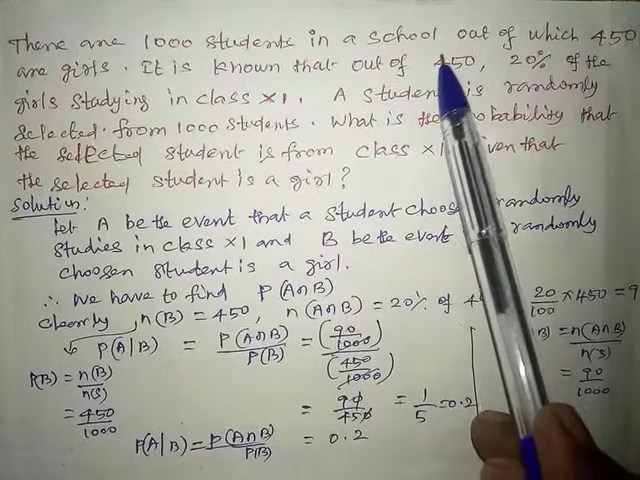 There are 1000 students in a school out of which 450
are girls. It is known that out of 450, 20% of the
girls studying in class XI. A student is randomly
selected from 1000 students. What is the probability that
the selected student is from class XI given that
the selected student is a girl?
Solution:
Let A be the event that a student choosen randomly
studies in class XI and B be the event randomly
choosen student is a girl.
∴ We have to find P(A∩B)
Clearly n(B) = 450, n(A∩B) = 20% of 20/100 × 450 = 9
P(A|B) = P(A∩B)/P(B) = (90/1000)/(450/1000)
= n(A∩B)/n(S)
P(B) = n(B)/n(S)
= 90/1000
= 450/1000
= 90/450 = 1/5 = 0.2
P(A|B) = P(A∩B)/P(B) = 0.2